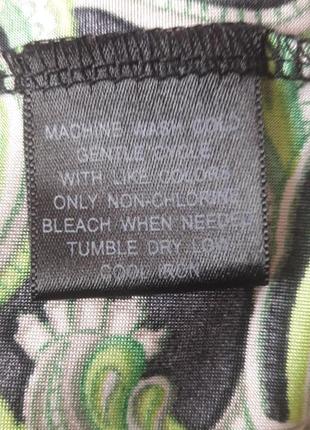 MACHINE WASH COLD
GENTLE CYCLE
WITH LIKE COLORS
ONLY NON-CHLORINE
BLEACH WHEN NEEDED
TUMBLE DRY LOW
COOL IRON